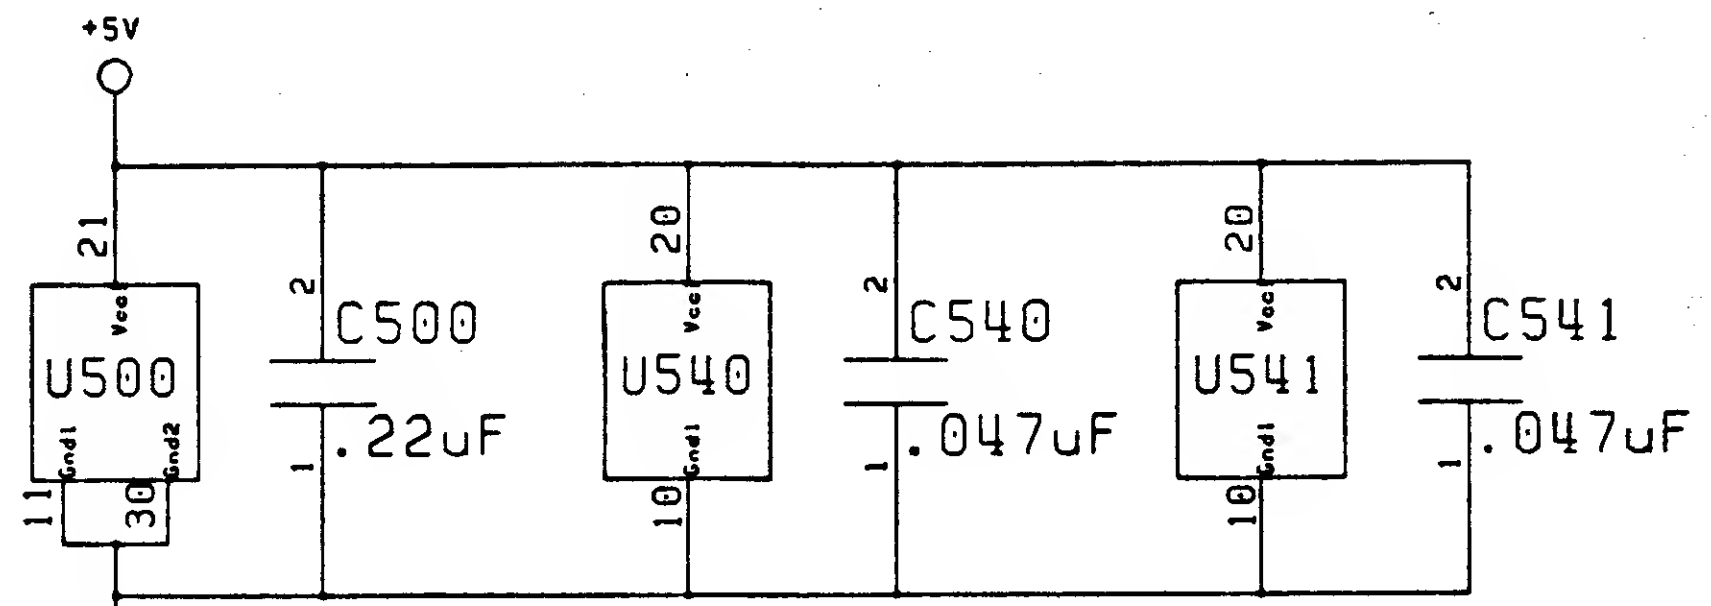 +5V
21
Vcc
U500
Gnd1
Gnd2
11
30
2
C500
.22uF
1
20
Vcc
U540
Gnd1
10
2
C540
.047uF
1
20
Vcc
U541
Gnd1
10
2
C541
.047uF
1